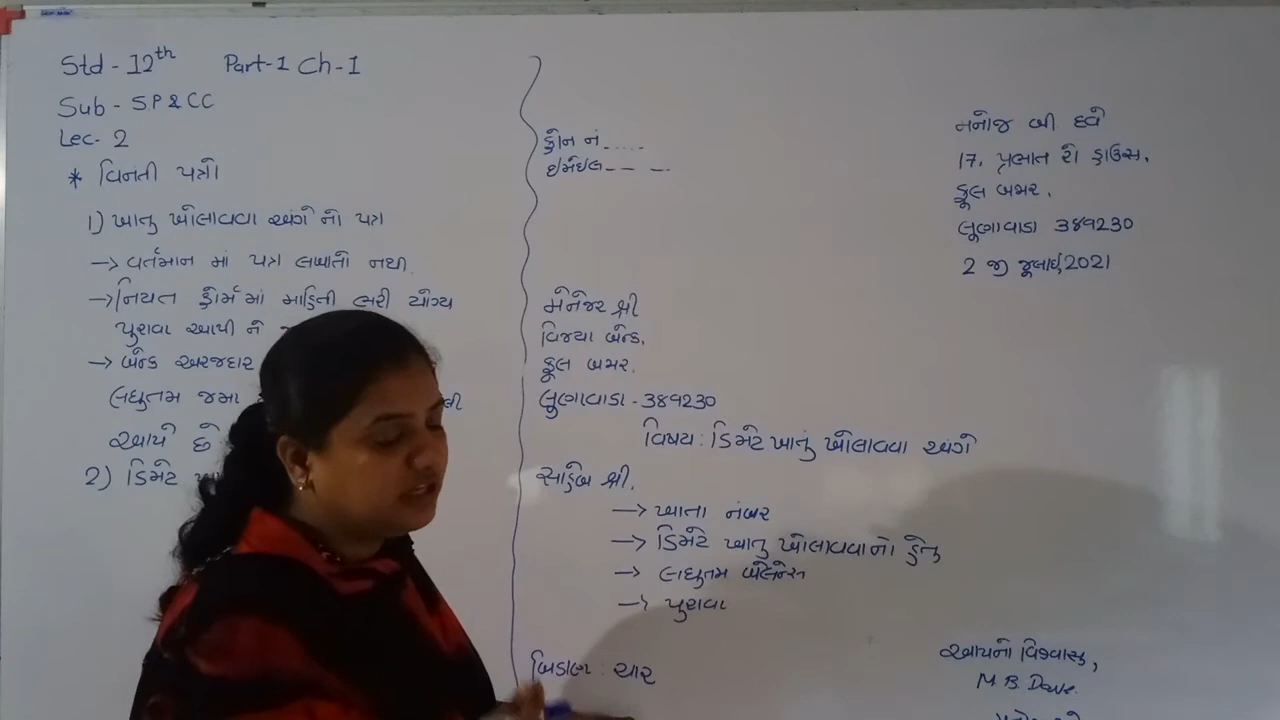 Std - 12th Part-1 Ch-1
Sub - SP & CC
Lec. 2
* વિનંતી પત્રો
1) ખાતુ ખોલાવવા અંગે નો પત્ર
→ વર્તમાન માં પત્ર લખાતો નથી.
→ નિયત ફોર્મ માં માહિતી ભરી યોગ્ય
પુરાવા આપી ને
→ બેન્ક અરજદાર
લઘુતમ જમા
આપે છે
2) ડિમેટ
ફોન નં.....
ઇમેઇલ-- -.
મનોજ બી દવે
17, પ્રભાત રો હાઉસ,
હૂલ બમર,
લૂણાવાડા 389230
2 જી જૂલાઇ,2021
મેનેજર શ્રી
વિજયા બેન્ક,
હૂલ બમર,
લૂણાવાડા - 389230
વિષય: ડિમેટ ખાતું ખોલાવવા અંગે
સાહેબ શ્રી,
→ ખાતા નંબર
→ ડિમેટ ખાતુ ખોલાવવાનો હેતુ
→ લઘુતમ બેલેન્સ
→ પુરાવા
બિડાણ: ચાર
આપનો વિશ્વાસુ,
M. B. Dave.